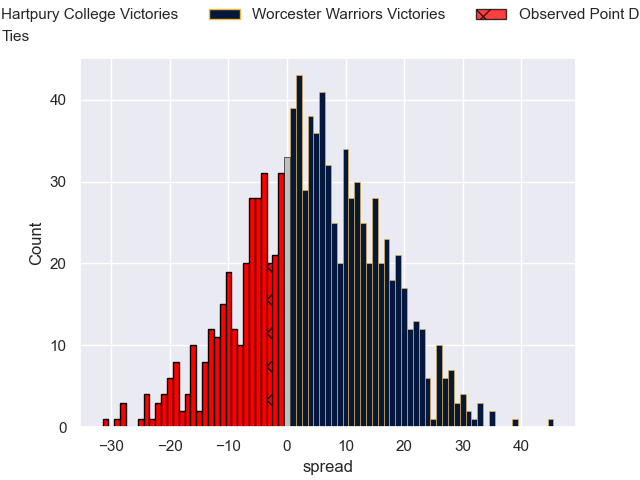 Hartpury College Victories
Worcester Warriors Victories
Observed Point D
Ties
40
30
20
10
0
Count
−30 −20 −10 0 10 20 30 40
spread